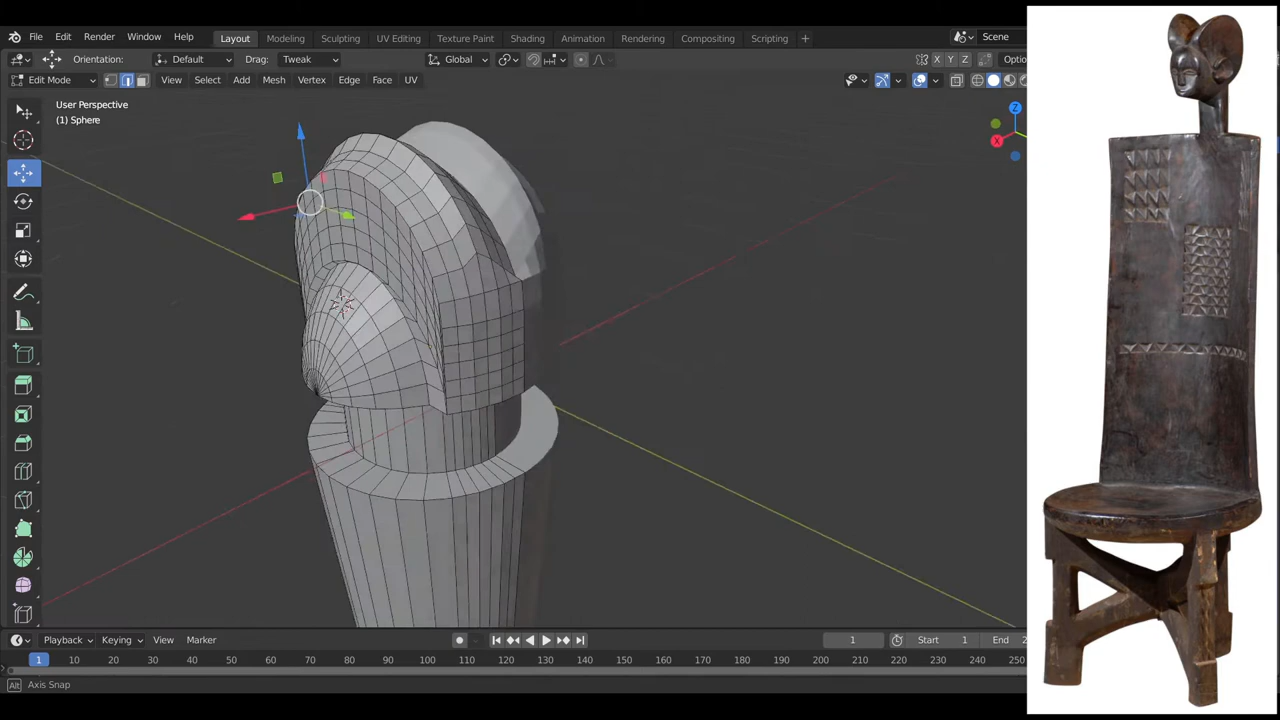 File Edit Render Window Help Layout Modeling Sculpting UV Editing Texture Paint Shading Animation Rendering Compositing Scripting + Scene
Orientation: Default Drag: Tweak Global X Y Z Optio
Edit Mode View Select Add Mesh Vertex Edge Face UV
User Perspective
(1) Sphere
Z
X
Playback Keying View Marker 1 Start 1 End 2
1 10 20 30 40 50 60 70 80 90 100 110 120 130 140 150 160 170 180 190 200 210 220 230 240 250
Alt Axis Snap